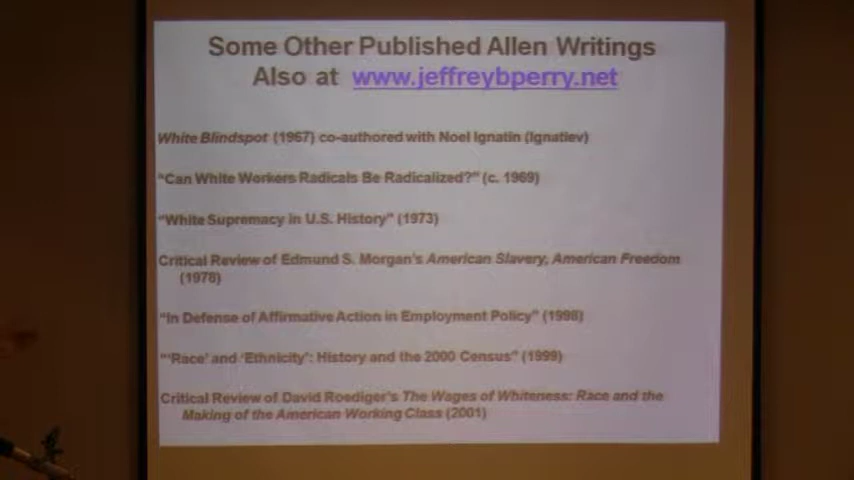 Some Other Published Allen Writings
Also at www.jeffreybperry.net
White Blindspot (1967) co-authored with Noel Ignatin (Ignatiev)
“Can White Workers Radicals Be Radicalized?” (c. 1969)
“White Supremacy in U.S. History” (1973)
Critical Review of Edmund S. Morgan's American Slavery, American Freedom
(1978)
“In Defense of Affirmative Action in Employment Policy” (1998)
“‘Race’ and ‘Ethnicity’: History and the 2000 Census” (1999)
Critical Review of David Roediger's The Wages of Whiteness: Race and the
Making of the American Working Class (2001)